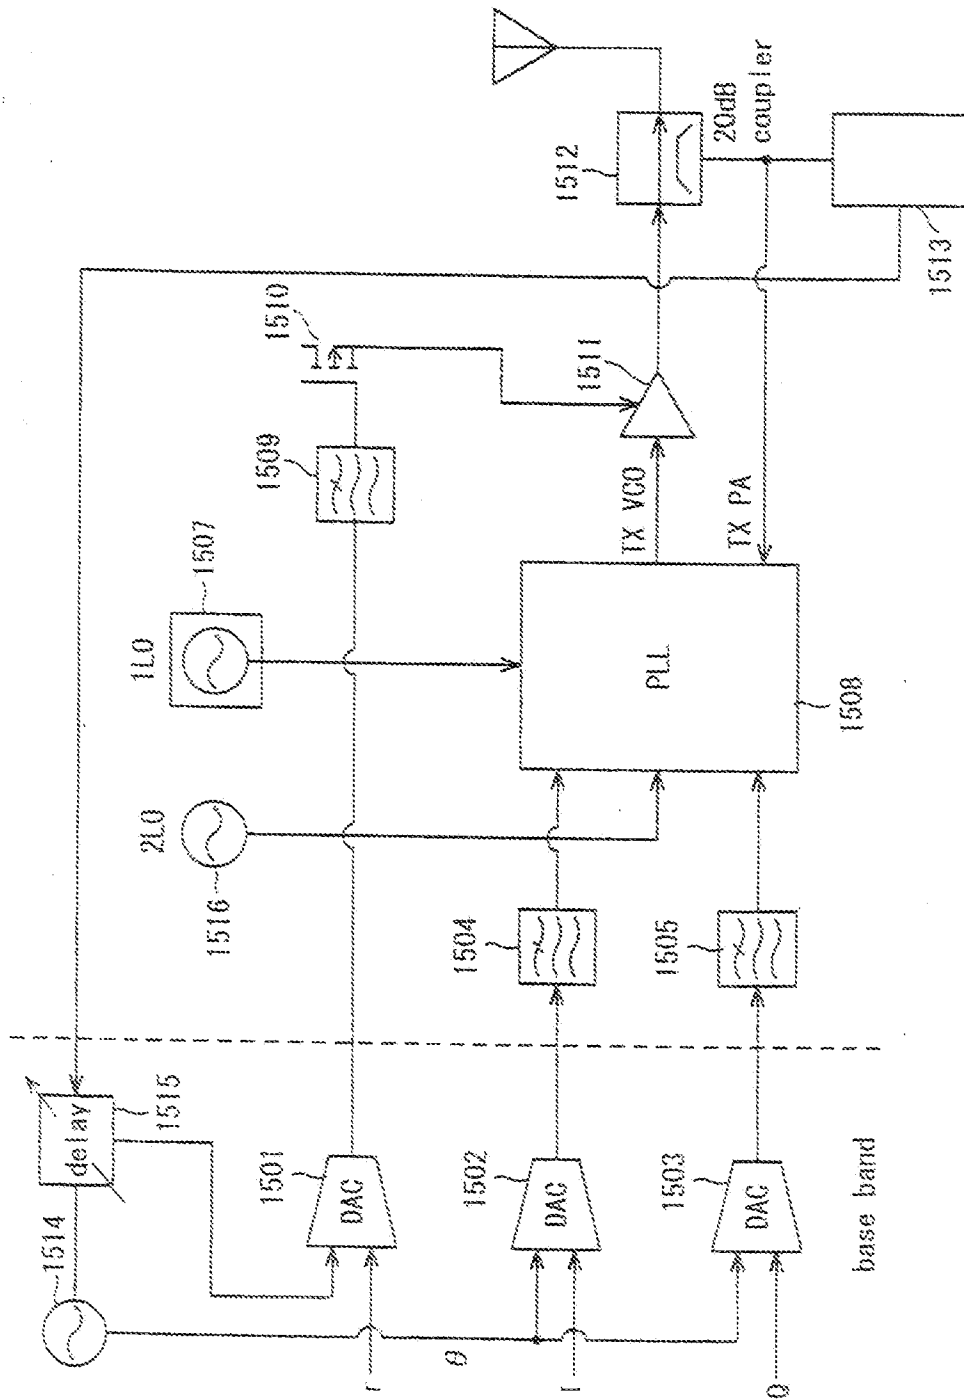 1514
delay
1515
θ
r
I
Q
DAC
1501
DAC
1502
DAC
1503
base band
2LO
1516
1LO
1507
1504
1505
1509
1510
PLL
1508
TX VCO
TX PA
1511
1512
20dB
coupler
1513